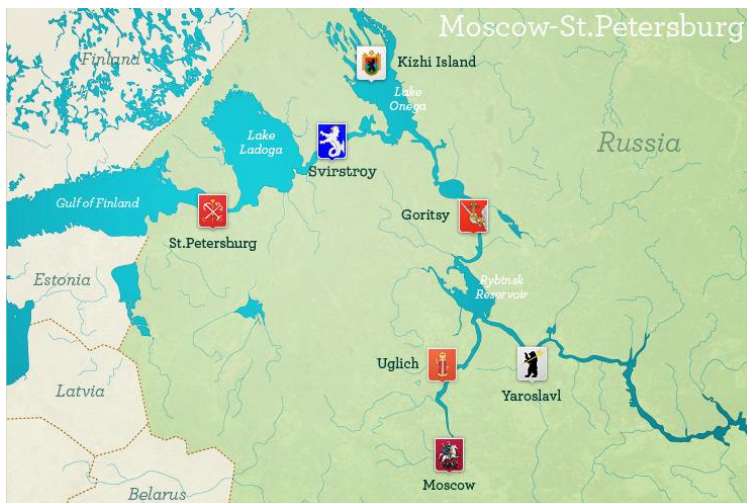 Moscow-St.Petersburg
Finland
Kizhi Island
Lake
Onega
Lake
Ladoga
Russia
Svirstroy
Gulf of Finland
Goritsy
St.Petersburg
Estonia
Rybinsk
Reservoir
Uglich
Latvia
Yaroslavl
Moscow
Belarus